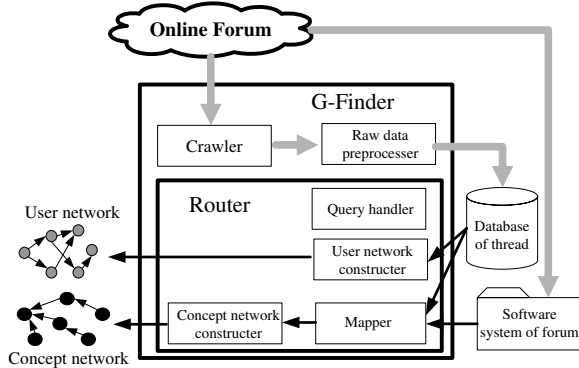 Online Forum
G-Finder
Crawler
Raw data
preprocesser
Router
Query handler
User network
User network
constructer
Database
of thread
Concept network
constructer
Mapper
Software
system of forum
Concept network